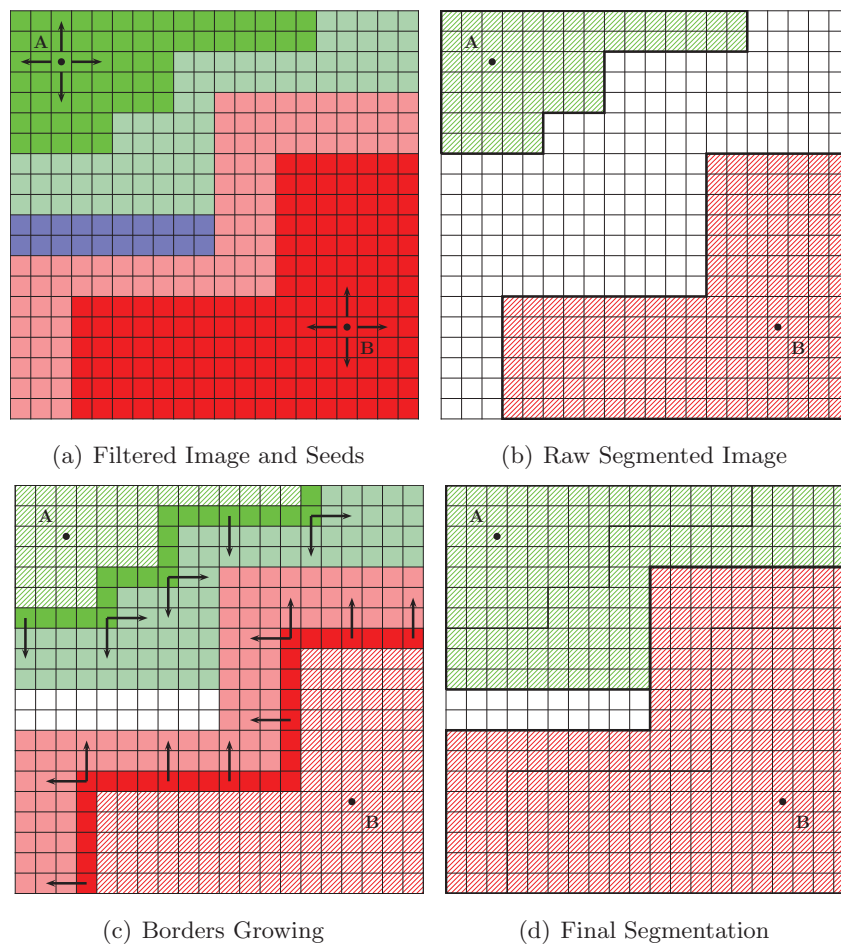 A
B
A
B
(a) Filtered Image and Seeds
(b) Raw Segmented Image
A
B
A
B
(c) Borders Growing
(d) Final Segmentation